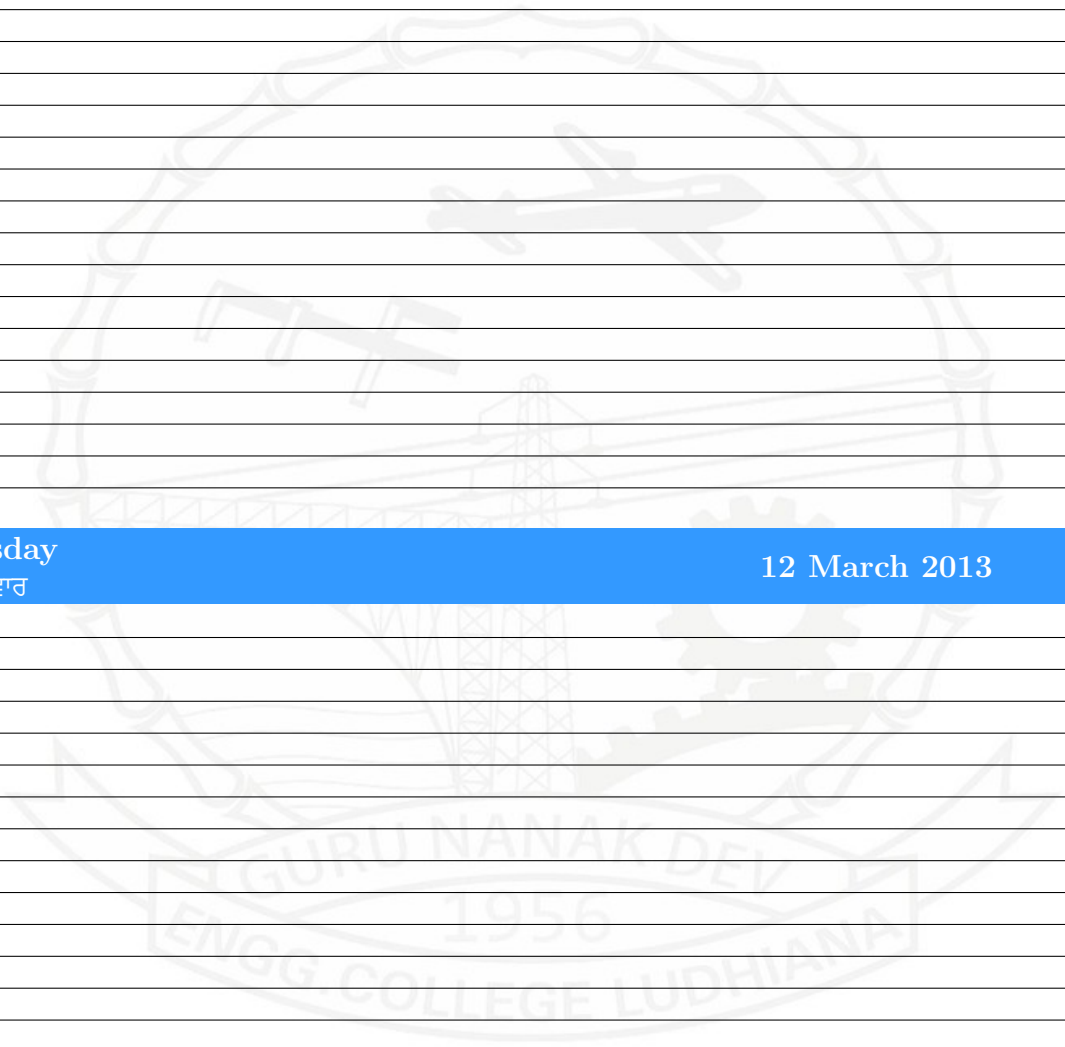 sday
ਵਾਰ
12 March 2013
GURU NANAK DEV
1956
ENGG. COLLEGE LUDHIANA